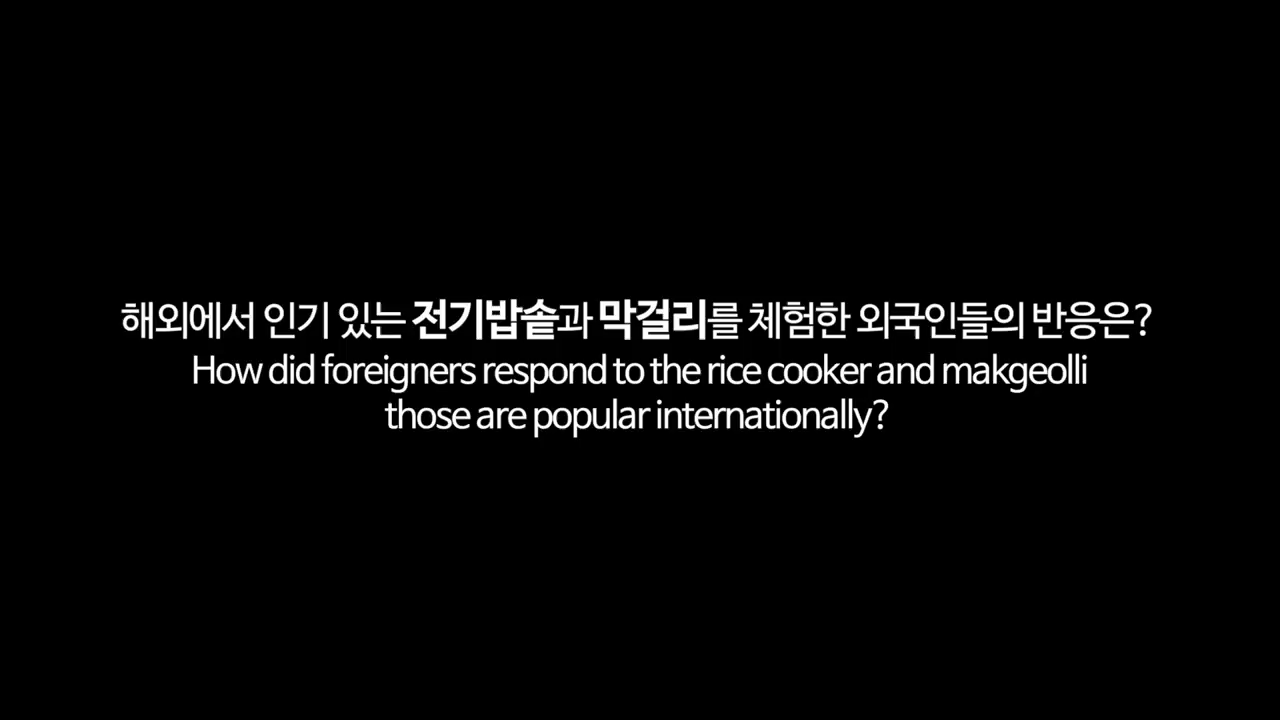 해외에서 인기 있는 전기밥솥과 막걸리를 체험한 외국인들의 반응은?
How did foreigners respond to the rice cooker and makgeolli
those are popular internationally?